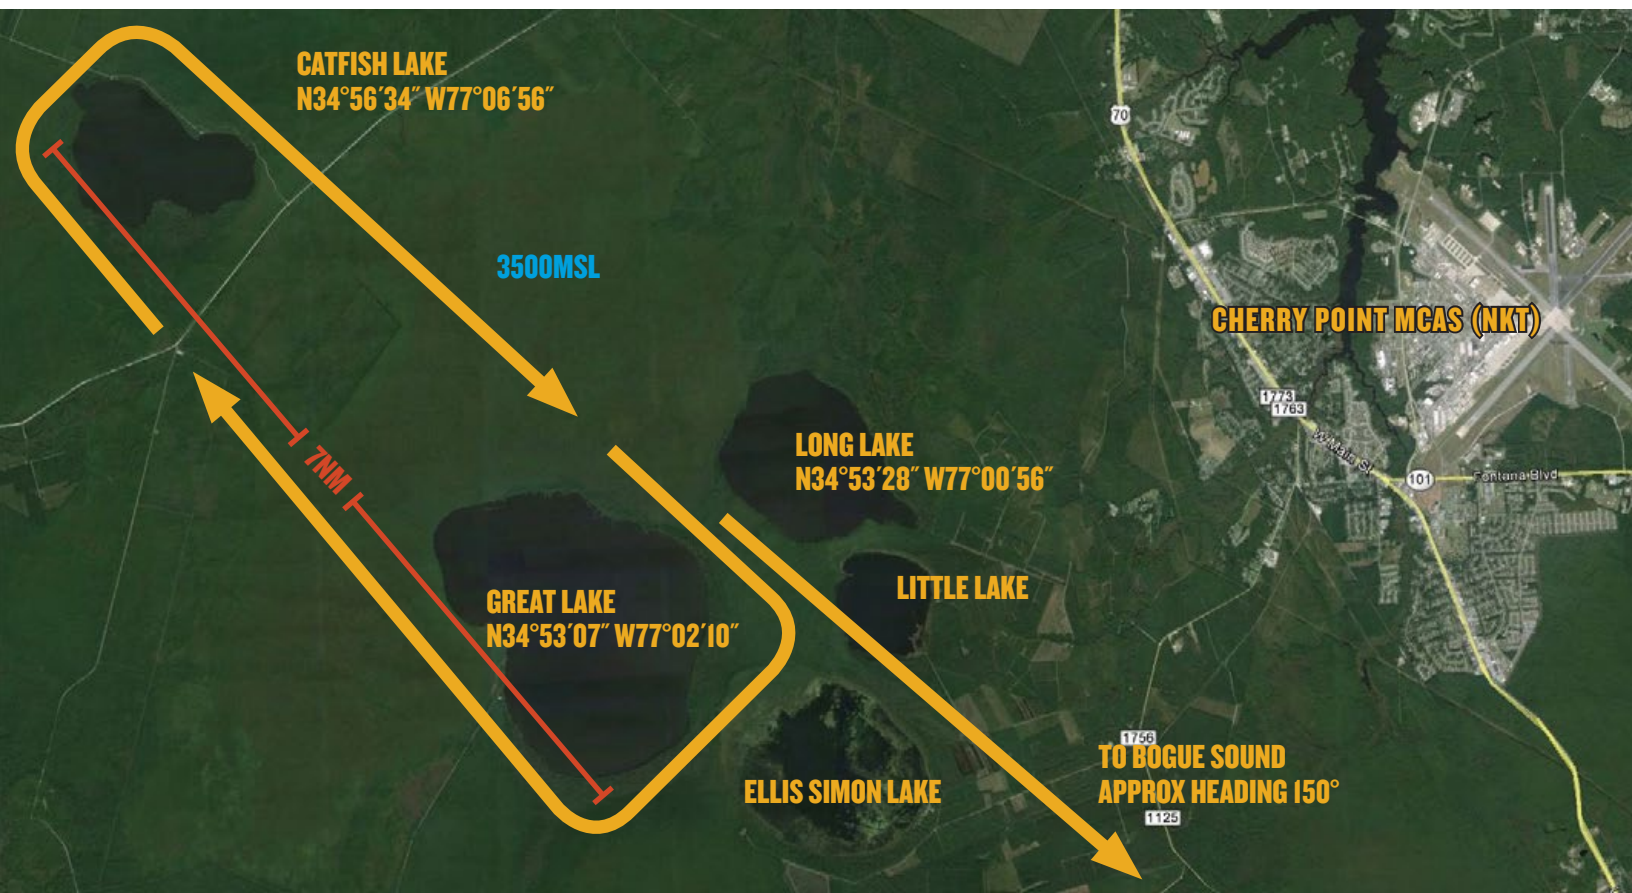 CATFISH LAKE
N34°56′34″ W77°06′56″
70
3500MSL
CHERRY POINT MCAS (NKT)
1773
1763
W Main St
LONG LAKE
N34°53′28″ W77°00′56″
7NM
101
Fontana Blvd
LITTLE LAKE
GREAT LAKE
N34°53′07″ W77°02′10″
1756
TO BOGUE SOUND
APPROX HEADING 150°
ELLIS SIMON LAKE
1125